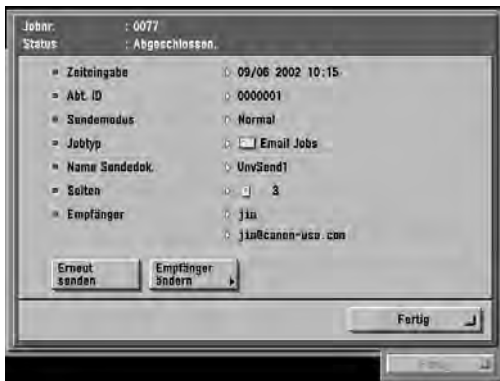 Jobnr. : 0077
Status : Abgeschlossen.
Zeiteingabe 09/06 2002 10:15
Abt. ID 0000001
Sendemodus Normal
Jobtyp Email Jobs
Name Sendedok. UnvSend1
Seiten 3
Empfänger jim
jim@canon-usa.com
Erneut senden
Empfänger ändern
Fertig
Fertig